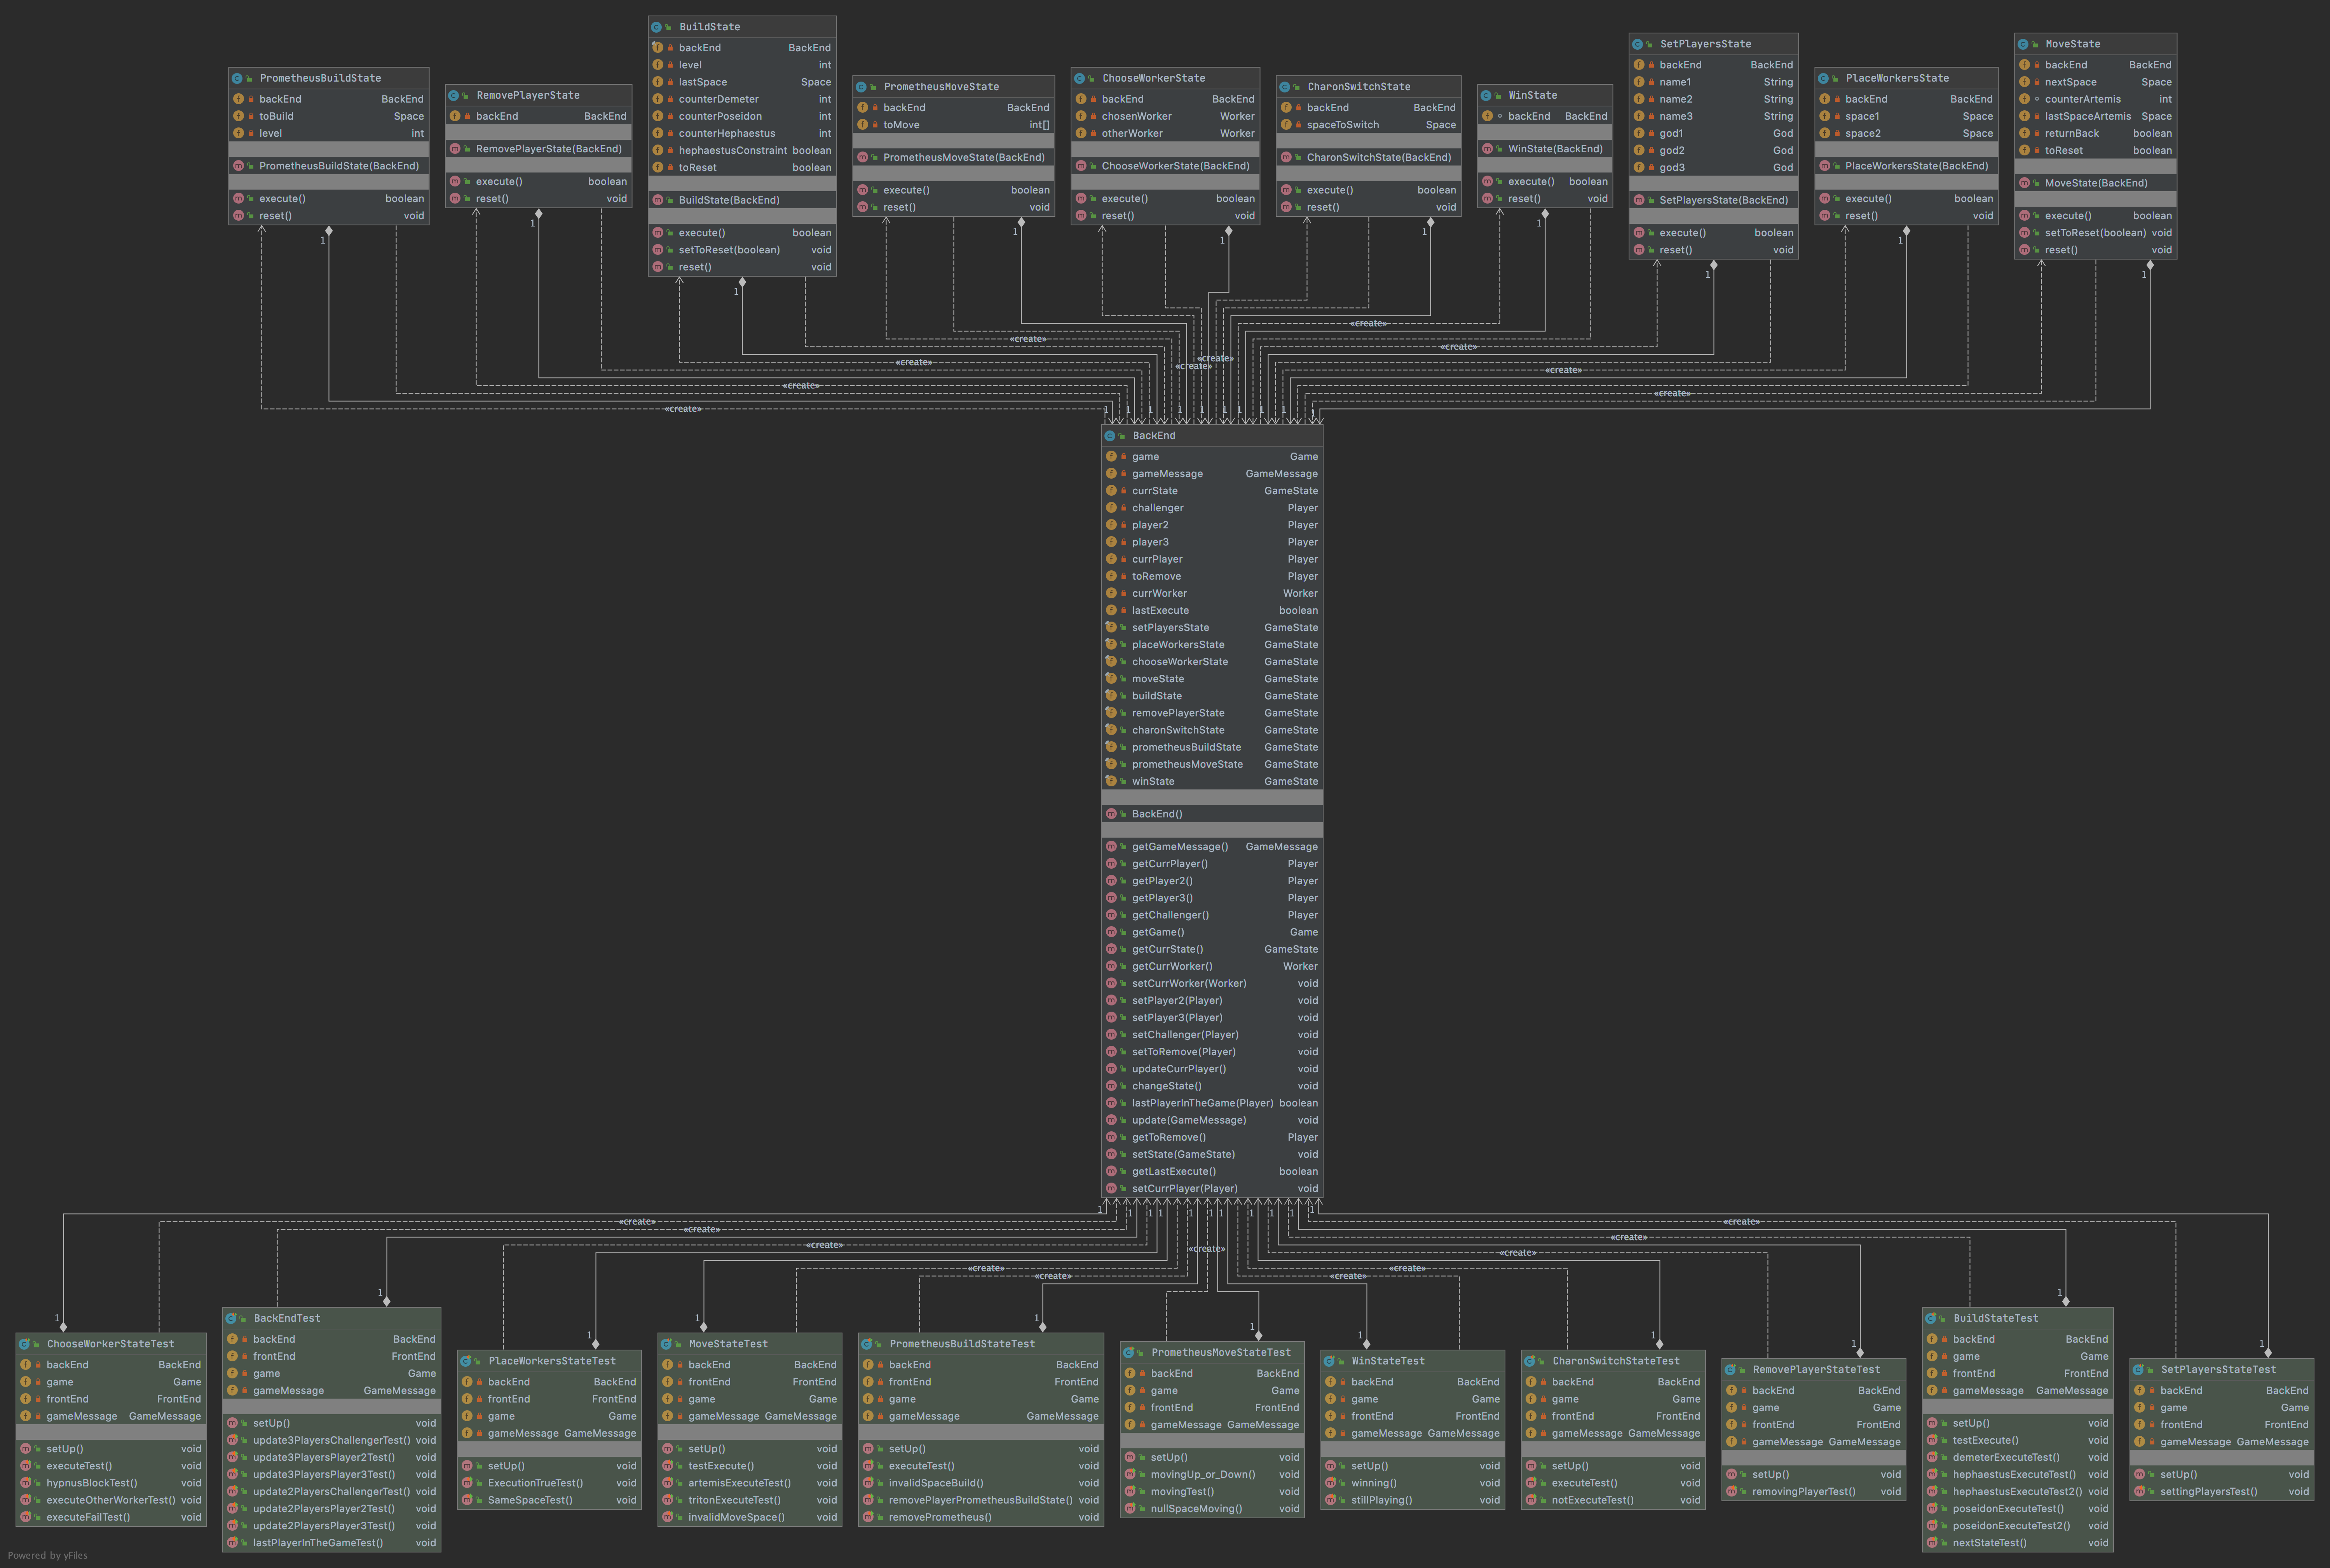 PrometheusBuildState
backEnd BackEnd
toBuild Space
level int
PrometheusBuildState(BackEnd)
execute() boolean
reset() void
RemovePlayerState
backEnd BackEnd
RemovePlayerState(BackEnd)
execute() boolean
reset() void
BuildState
backEnd BackEnd
level int
lastSpace Space
counterDemeter int
counterPoseidon int
counterHephaestus int
hephaestusConstraint boolean
toReset boolean
BuildState(BackEnd)
execute() boolean
setToReset(boolean) void
reset() void
PrometheusMoveState
backEnd BackEnd
toMove int[]
PrometheusMoveState(BackEnd)
execute() boolean
reset() void
ChooseWorkerState
backEnd BackEnd
chosenWorker Worker
otherWorker Worker
ChooseWorkerState(BackEnd)
execute() boolean
reset() void
CharonSwitchState
backEnd BackEnd
spaceToSwitch Space
CharonSwitchState(BackEnd)
execute() boolean
reset() void
WinState
backEnd BackEnd
WinState(BackEnd)
execute() boolean
reset() void
SetPlayersState
backEnd BackEnd
name1 String
name2 String
name3 String
god1 God
god2 God
god3 God
SetPlayersState(BackEnd)
execute() boolean
reset() void
PlaceWorkersState
backEnd BackEnd
space1 Space
space2 Space
PlaceWorkersState(BackEnd)
execute() boolean
reset() void
MoveState
backEnd BackEnd
nextSpace Space
counterArtemis int
lastSpaceArtemis Space
returnBack boolean
toReset boolean
MoveState(BackEnd)
execute() boolean
setToReset(boolean) void
reset() void
1 1 1 1 1 1 1 1 1 1
«create»
«create»
«create»
«create»
«create»
«create»
«create»
«create»
«create»
«create»
1 1 1 1 1 1 1 1 1 1
BackEnd
game Game
gameMessage GameMessage
currState GameState
challenger Player
player2 Player
player3 Player
currPlayer Player
toRemove Player
currWorker Worker
lastExecute boolean
setPlayersState GameState
placeWorkersState GameState
chooseWorkerState GameState
moveState GameState
buildState GameState
removePlayerState GameState
charonSwitchState GameState
prometheusBuildState GameState
prometheusMoveState GameState
winState GameState
BackEnd()
getGameMessage() GameMessage
getCurrPlayer() Player
getPlayer2() Player
getPlayer3() Player
getChallenger() Player
getGame() Game
getCurrState() GameState
getCurrWorker() Worker
setCurrWorker(Worker) void
setPlayer2(Player) void
setPlayer3(Player) void
setChallenger(Player) void
setToRemove(Player) void
updateCurrPlayer() void
changeState() void
lastPlayerInTheGame(Player) boolean
update(GameMessage) void
getToRemove() Player
setState(GameState) void
getLastExecute() boolean
setCurrPlayer(Player) void
1 1 1 1 1 1 1 1 1 1 1
«create»
«create»
«create»
«create»
«create»
«create»
«create»
«create»
«create»
«create»
«create»
1 1 1 1 1 1 1 1 1 1 1
ChooseWorkerStateTest
backEnd BackEnd
game Game
frontEnd FrontEnd
gameMessage GameMessage
setUp() void
executeTest() void
hypnusBlockTest() void
executeOtherWorkerTest() void
executeFailTest() void
BackEndTest
backEnd BackEnd
frontEnd FrontEnd
game Game
gameMessage GameMessage
setUp() void
update3PlayersChallengerTest() void
update3PlayersPlayer2Test() void
update3PlayersPlayer3Test() void
update2PlayersChallengerTest() void
update2PlayersPlayer2Test() void
update2PlayersPlayer3Test() void
lastPlayerInTheGameTest() void
PlaceWorkersStateTest
backEnd BackEnd
frontEnd FrontEnd
game Game
gameMessage GameMessage
setUp() void
ExecutionTrueTest() void
SameSpaceTest() void
MoveStateTest
backEnd BackEnd
frontEnd FrontEnd
game Game
gameMessage GameMessage
setUp() void
testExecute() void
artemisExecuteTest() void
tritonExecuteTest() void
invalidMoveSpace() void
PrometheusBuildStateTest
backEnd BackEnd
frontEnd FrontEnd
game Game
gameMessage GameMessage
setUp() void
executeTest() void
invalidSpaceBuild() void
removePlayerPrometheusBuildState() void
removePrometheus() void
PrometheusMoveStateTest
backEnd BackEnd
game Game
frontEnd FrontEnd
gameMessage GameMessage
setUp() void
movingUp_or_Down() void
movingTest() void
nullSpaceMoving() void
WinStateTest
backEnd BackEnd
game Game
frontEnd FrontEnd
gameMessage GameMessage
setUp() void
winning() void
stillPlaying() void
CharonSwitchStateTest
backEnd BackEnd
game Game
frontEnd FrontEnd
gameMessage GameMessage
setUp() void
executeTest() void
notExecuteTest() void
RemovePlayerStateTest
backEnd BackEnd
game Game
frontEnd FrontEnd
gameMessage GameMessage
setUp() void
removingPlayerTest() void
BuildStateTest
backEnd BackEnd
game Game
frontEnd FrontEnd
gameMessage GameMessage
setUp() void
testExecute() void
demeterExecuteTest() void
hephaestusExecuteTest() void
hephaestusExecuteTest2() void
poseidonExecuteTest() void
poseidonExecuteTest2() void
nextStateTest() void
SetPlayersStateTest
backEnd BackEnd
game Game
frontEnd FrontEnd
gameMessage GameMessage
setUp() void
settingPlayersTest() void
Powered by yFiles